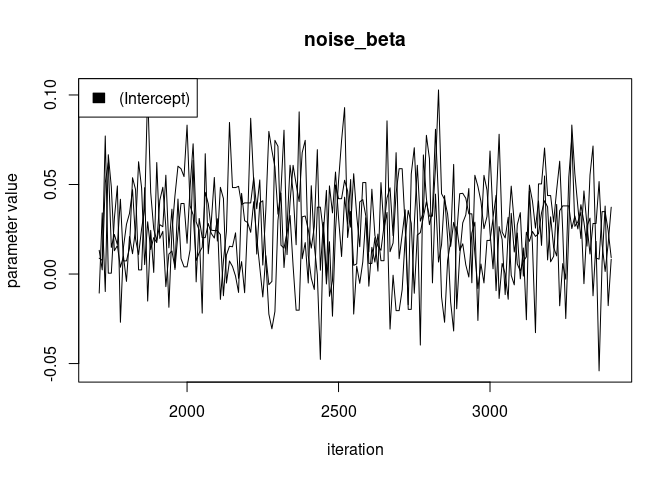 noise_beta
(Intercept)
parameter value
-0.05
0.00
0.05
0.10
2000
2500
3000
iteration